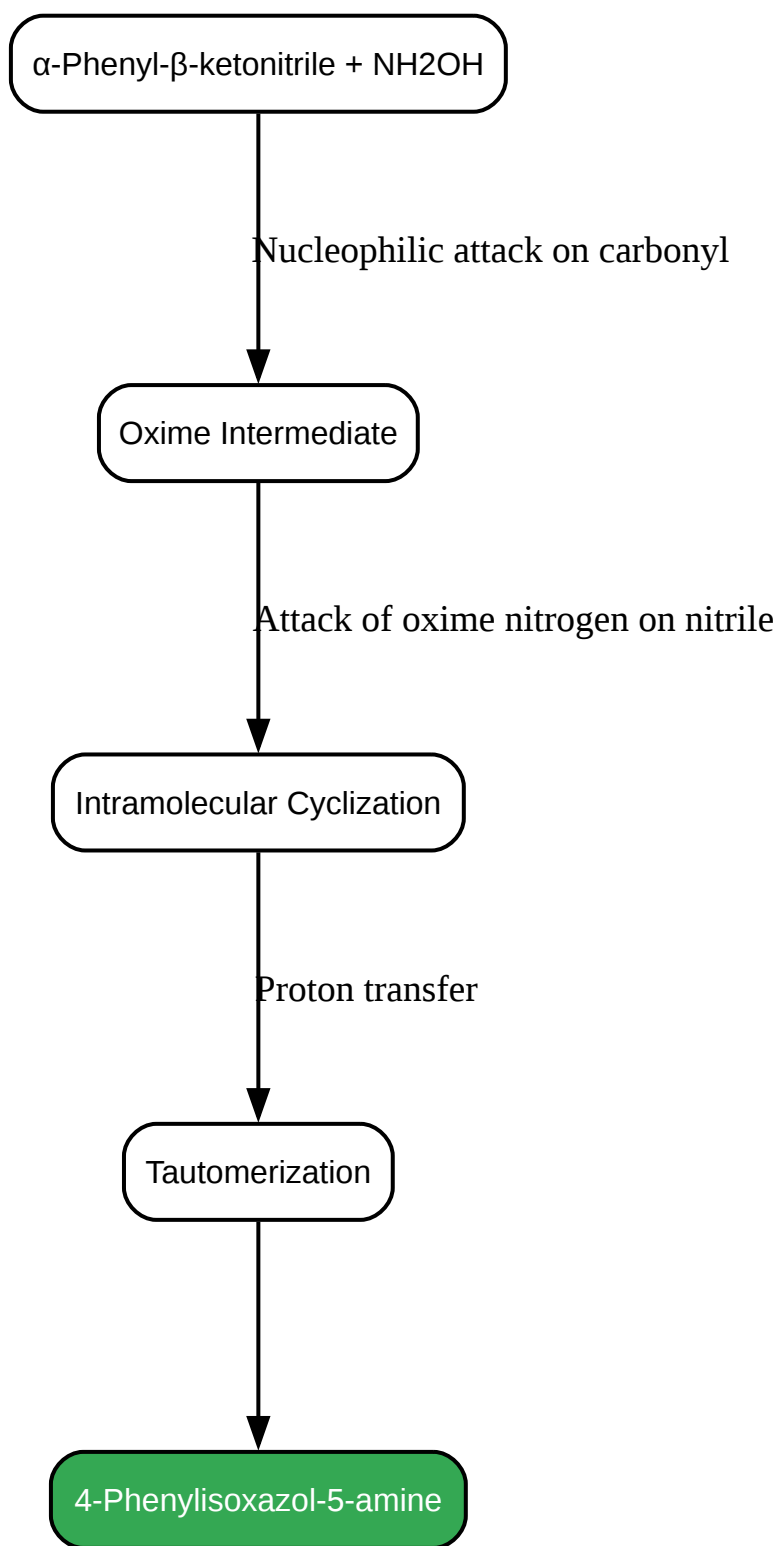 α-Phenyl-β-ketonitrile + NH2OH
Nucleophilic attack on carbonyl
Oxime Intermediate
Attack of oxime nitrogen on nitrile
Intramolecular Cyclization
Proton transfer
Tautomerization
4-Phenylisoxazol-5-amine